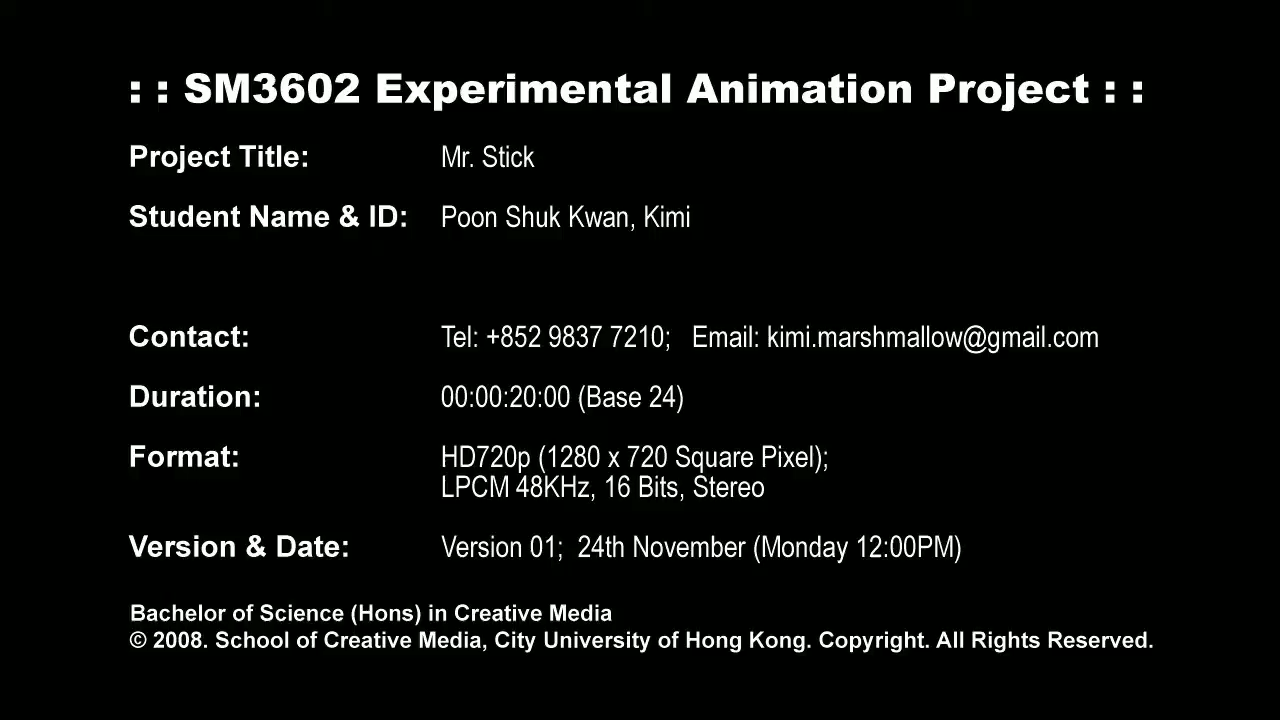 : : SM3602 Experimental Animation Project : :
Project Title: Mr. Stick
Student Name & ID: Poon Shuk Kwan, Kimi
Contact: Tel: +852 9837 7210; Email: kimi.marshmallow@gmail.com
Duration: 00:00:20:00 (Base 24)
Format: HD720p (1280 x 720 Square Pixel);
LPCM 48KHz, 16 Bits, Stereo
Version & Date: Version 01; 24th November (Monday 12:00PM)
Bachelor of Science (Hons) in Creative Media
© 2008. School of Creative Media, City University of Hong Kong. Copyright. All Rights Reserved.